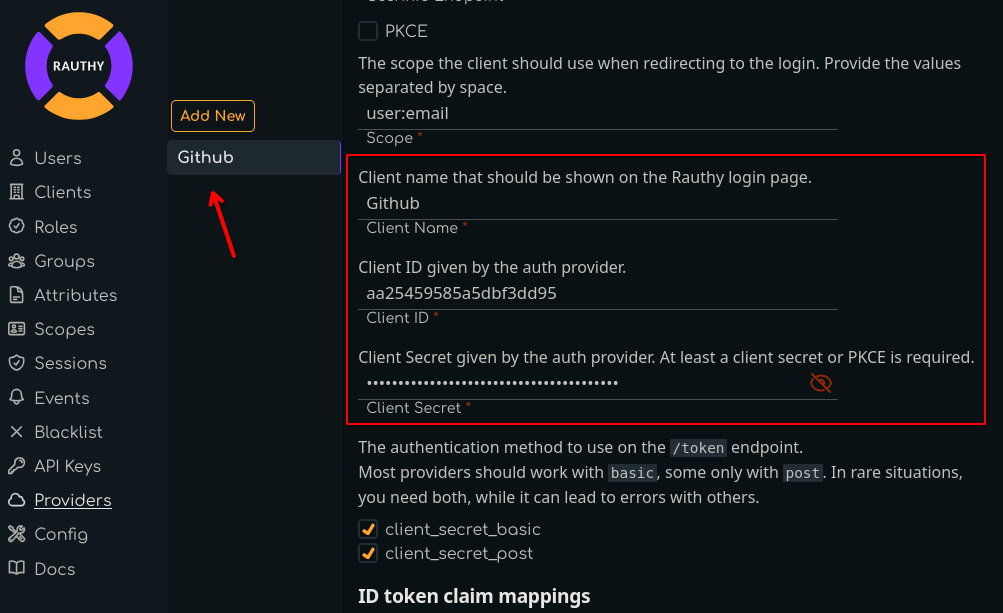 RAUTHY
Users
Clients
Roles
Groups
Attributes
Scopes
Sessions
Events
Blacklist
API Keys
Providers
Config
Docs
Add New
Github
PKCE
The scope the client should use when redirecting to the login. Provide the values
separated by space.
user:email
Scope *
Client name that should be shown on the Rauthy login page.
Github
Client Name *
Client ID given by the auth provider.
aa25459585a5dbf3dd95
Client ID *
Client Secret given by the auth provider. At least a client secret or PKCE is required.
Client Secret *
The authentication method to use on the /token endpoint.
Most providers should work with basic, some only with post. In rare situations,
you need both, while it can lead to errors with others.
client_secret_basic
client_secret_post
ID token claim mappings